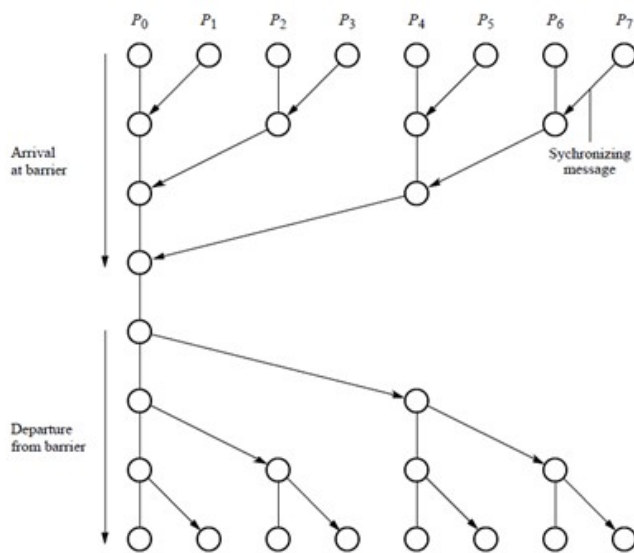 P0 P1 P2 P3 P4 P5 P6 P7
Arrival
at barrier
Sychronizing
message
Departure
from barrier